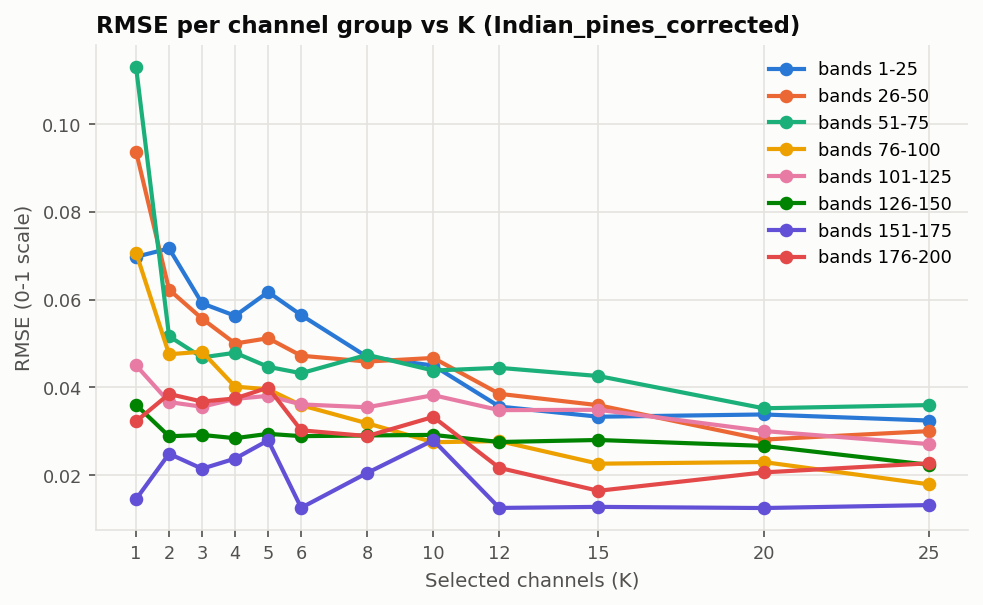 RMSE per channel group vs K (Indian_pines_corrected)
bands 1-25
bands 26-50
bands 51-75
bands 76-100
bands 101-125
bands 126-150
bands 151-175
bands 176-200
RMSE (0-1 scale)
0.10
0.08
0.06
0.04
0.02
1 2 3 4 5 6 8 10 12 15 20 25
Selected channels (K)